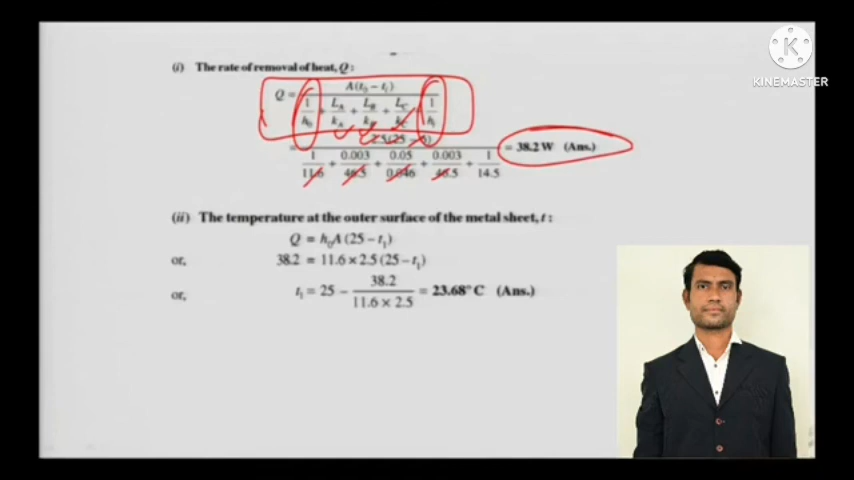 KINEMASTER
(i) The rate of removal of heat, Q :
Q = A(t₀ – tᵢ) / (1/h₀ + L_A/k_A + L_B/k_B + L_C/k_C + 1/hᵢ)
= 2.5(25 – 6) / (1/11.6 + 0.003/46.5 + 0.05/0.046 + 0.003/46.5 + 1/14.5) = 38.2 W (Ans.)
(ii) The temperature at the outer surface of the metal sheet, t :
Q = h₀A (25 – t₁)
or, 38.2 = 11.6 × 2.5 (25 – t₁)
or, t₁ = 25 – 38.2 / (11.6 × 2.5) = 23.68° C (Ans.)